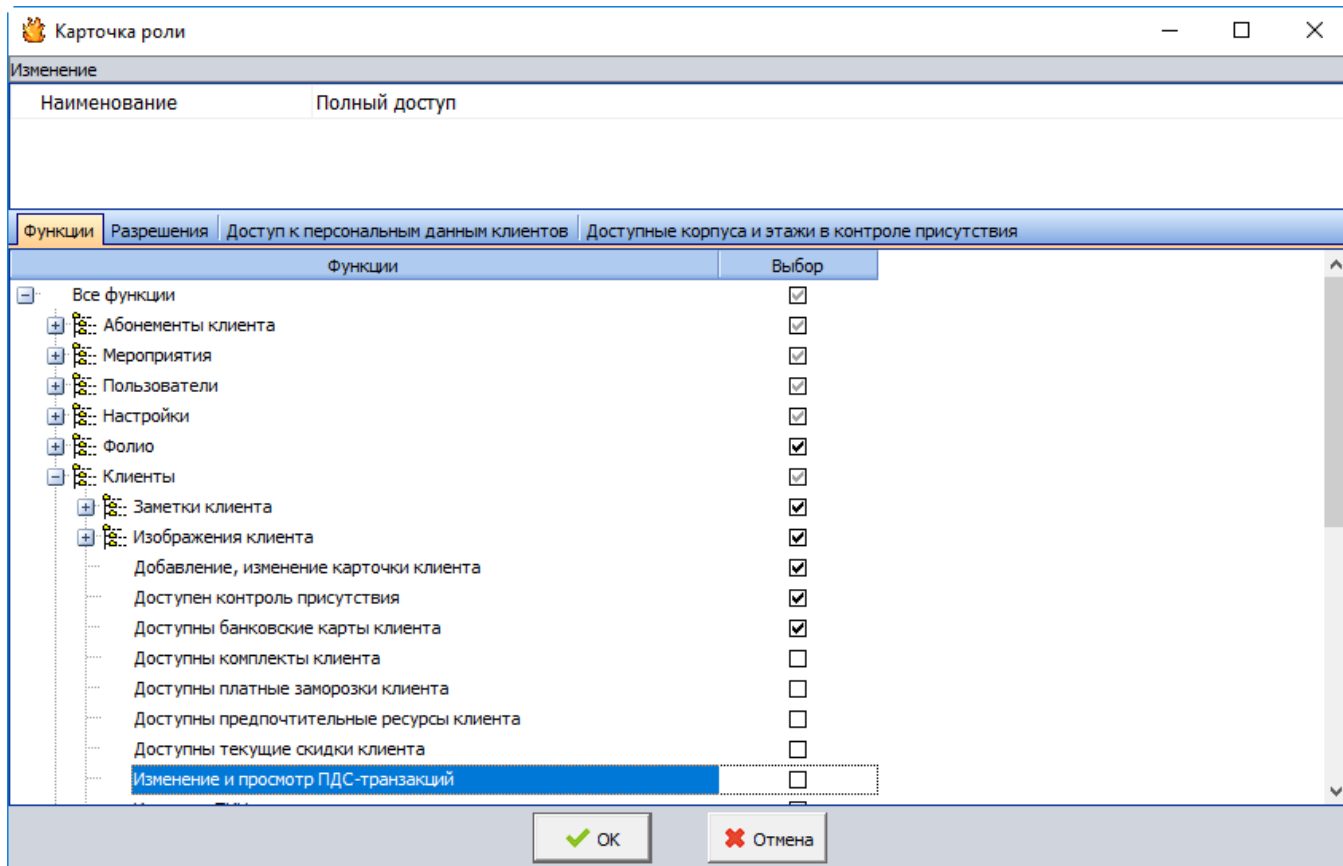 Карточка роли
Изменение
Наименование Полный доступ
Функции Разрешения Доступ к персональным данным клиентов Доступные корпуса и этажи в контроле присутствия
Функции Выбор
Все функции
Абонементы клиента
Мероприятия
Пользователи
Настройки
Фолио
Клиенты
Заметки клиента
Изображения клиента
Добавление, изменение карточки клиента
Доступен контроль присутствия
Доступны банковские карты клиента
Доступны комплекты клиента
Доступны платные заморозки клиента
Доступны предпочтительные ресурсы клиента
Доступны текущие скидки клиента
Изменение и просмотр ПДС-транзакций
OK Отмена